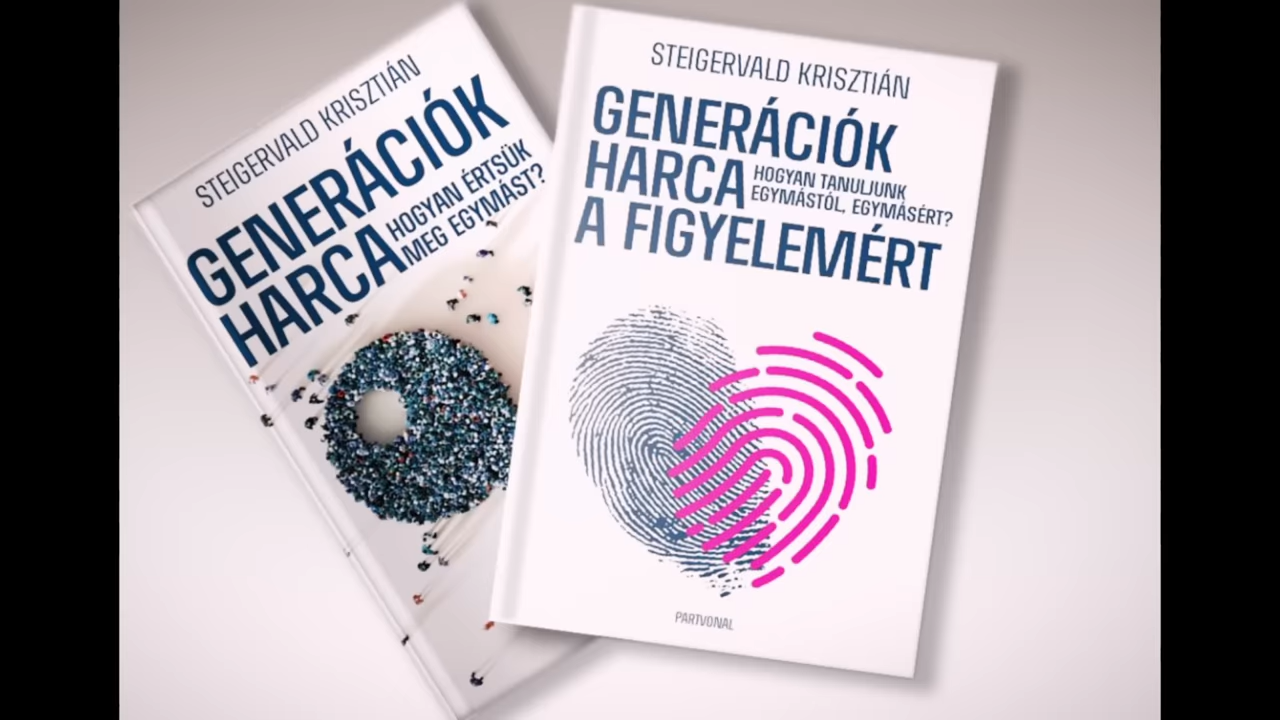 STEIGERVALD KRISZTIÁN
GENERÁCIÓK
HARCA
HOGYAN ÉRTSÜK
MEG EGYMÁST?
STEIGERVALD KRISZTIÁN
GENERÁCIÓK
HARCA
HOGYAN TANULJUNK
EGYMÁSTÓL, EGYMÁSÉRT?
A FIGYELEMÉRT
PARTVONAL